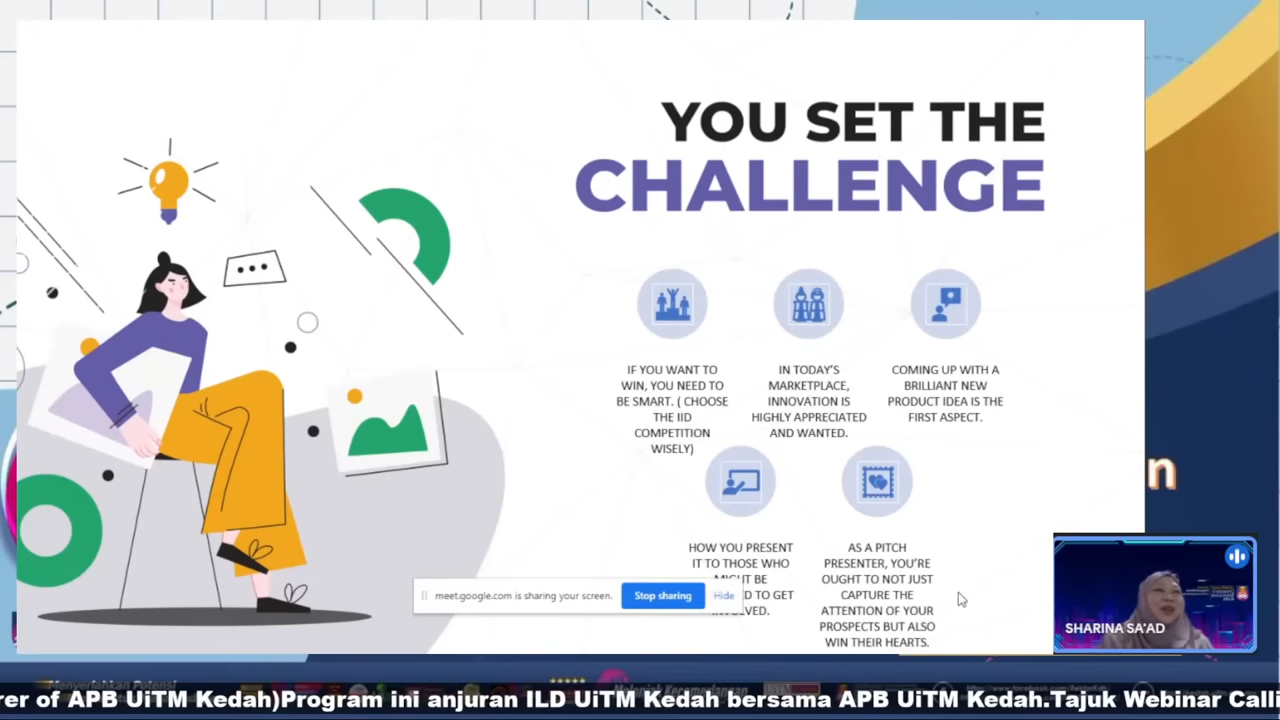 YOU SET THE
CHALLENGE
IF YOU WANT TO
WIN, YOU NEED TO
BE SMART. ( CHOOSE
THE IID
COMPETITION
WISELY)
IN TODAY'S
MARKETPLACE,
INNOVATION IS
HIGHLY APPRECIATED
AND WANTED.
COMING UP WITH A
BRILLIANT NEW
PRODUCT IDEA IS THE
FIRST ASPECT.
HOW YOU PRESENT
IT TO THOSE WHO
MIGHT BE
TO GET
AS A PITCH
PRESENTER, YOU'RE
OUGHT TO NOT JUST
CAPTURE THE
ATTENTION OF YOUR
PROSPECTS BUT ALSO
WIN THEIR HEARTS.
meet.google.com is sharing your screen.
Stop sharing
Hide
n
SHARINA SA'AD
Menyerlahkan Potensi
rer of APB UiTM Kedah)Program ini anjuran ILD UiTM Kedah bersama APB UiTM Kedah.Tajuk Webinar Calli